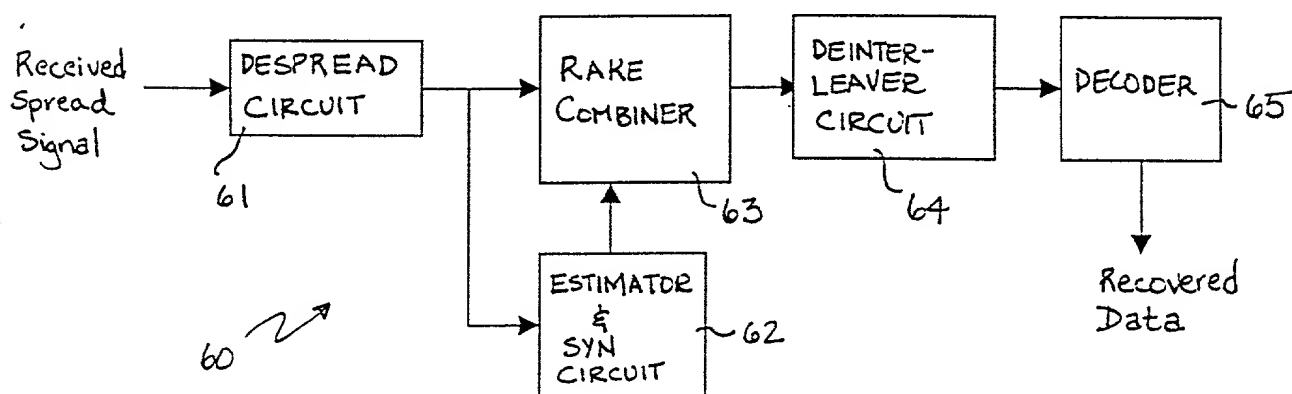 Received
Spread
Signal
DESPREAD
CIRCUIT
61
RAKE
COMBINER
63
DEINTER-
LEAVER
CIRCUIT
64
DECODER
65
ESTIMATOR
&
SYN
CIRCUIT
62
Recovered
Data
60